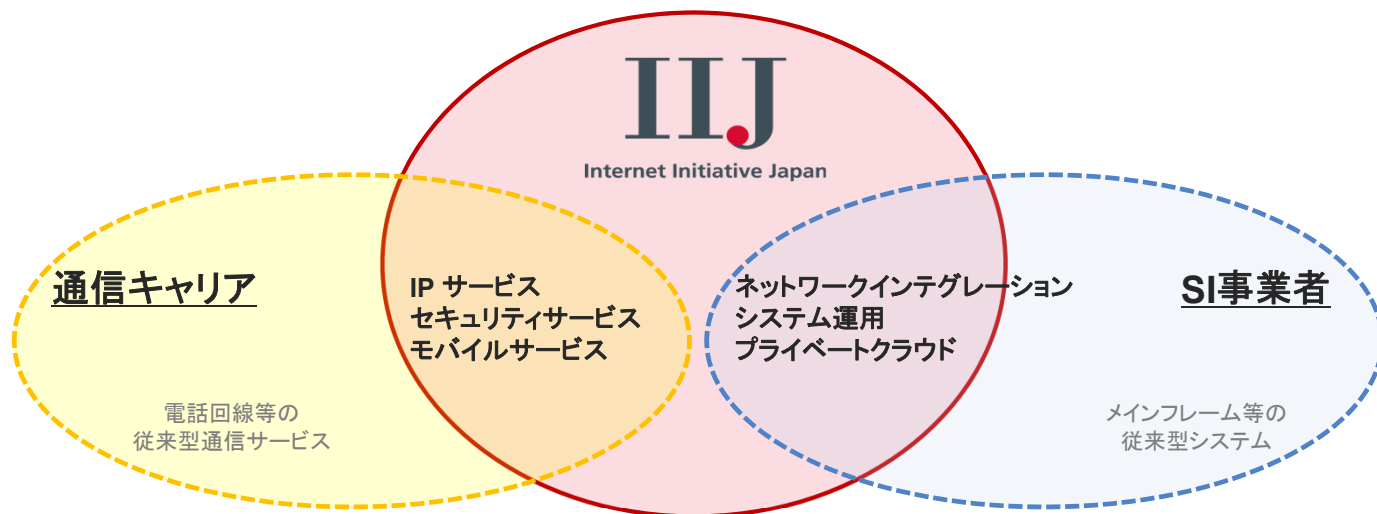 IIJ
Internet Initiative Japan
通信キャリア
電話回線等の
従来型通信サービス
IP サービス
セキュリティサービス
モバイルサービス
ネットワークインテグレーション
システム運用
プライベートクラウド
SI事業者
メインフレーム等の
従来型システム